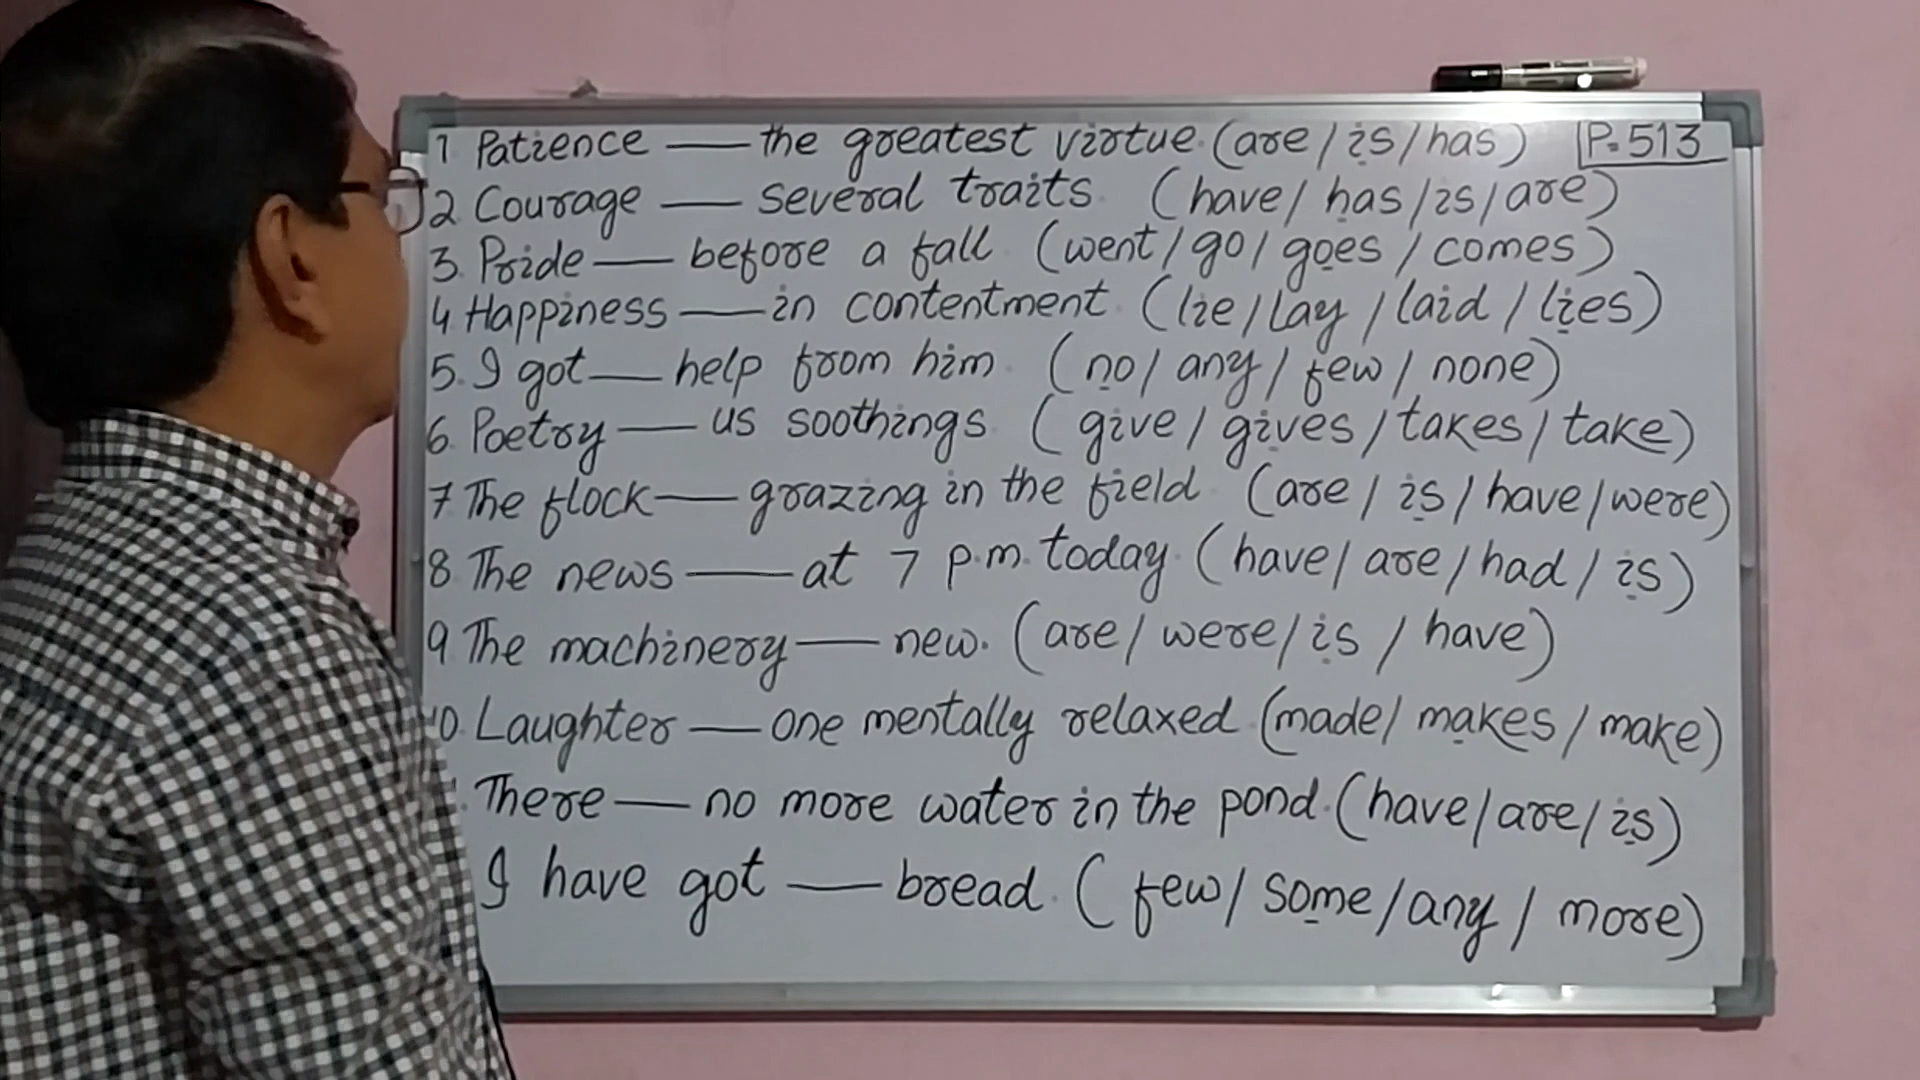 1 Patience — the greatest virtue. (are / is / has) P-513
2 Courage — several traits. (have / has / is / are)
3. Pride — before a fall. (went / go / goes / comes)
4. Happiness — in contentment. (lie / lay / laid / lies)
5. I got — help from him. (no / any / few / none)
6. Poetry — us soothings. (give / gives / takes / take)
7 The flock — grazing in the field. (are / is / have / were)
8. The news — at 7 p.m. today. (have / are / had / is)
9 The machinery — new. (are / were / is / have)
10. Laughter — one mentally relaxed (made / makes / make)
There — no more water in the pond. (have / are / is)
I have got — bread. (few / some / any / more)